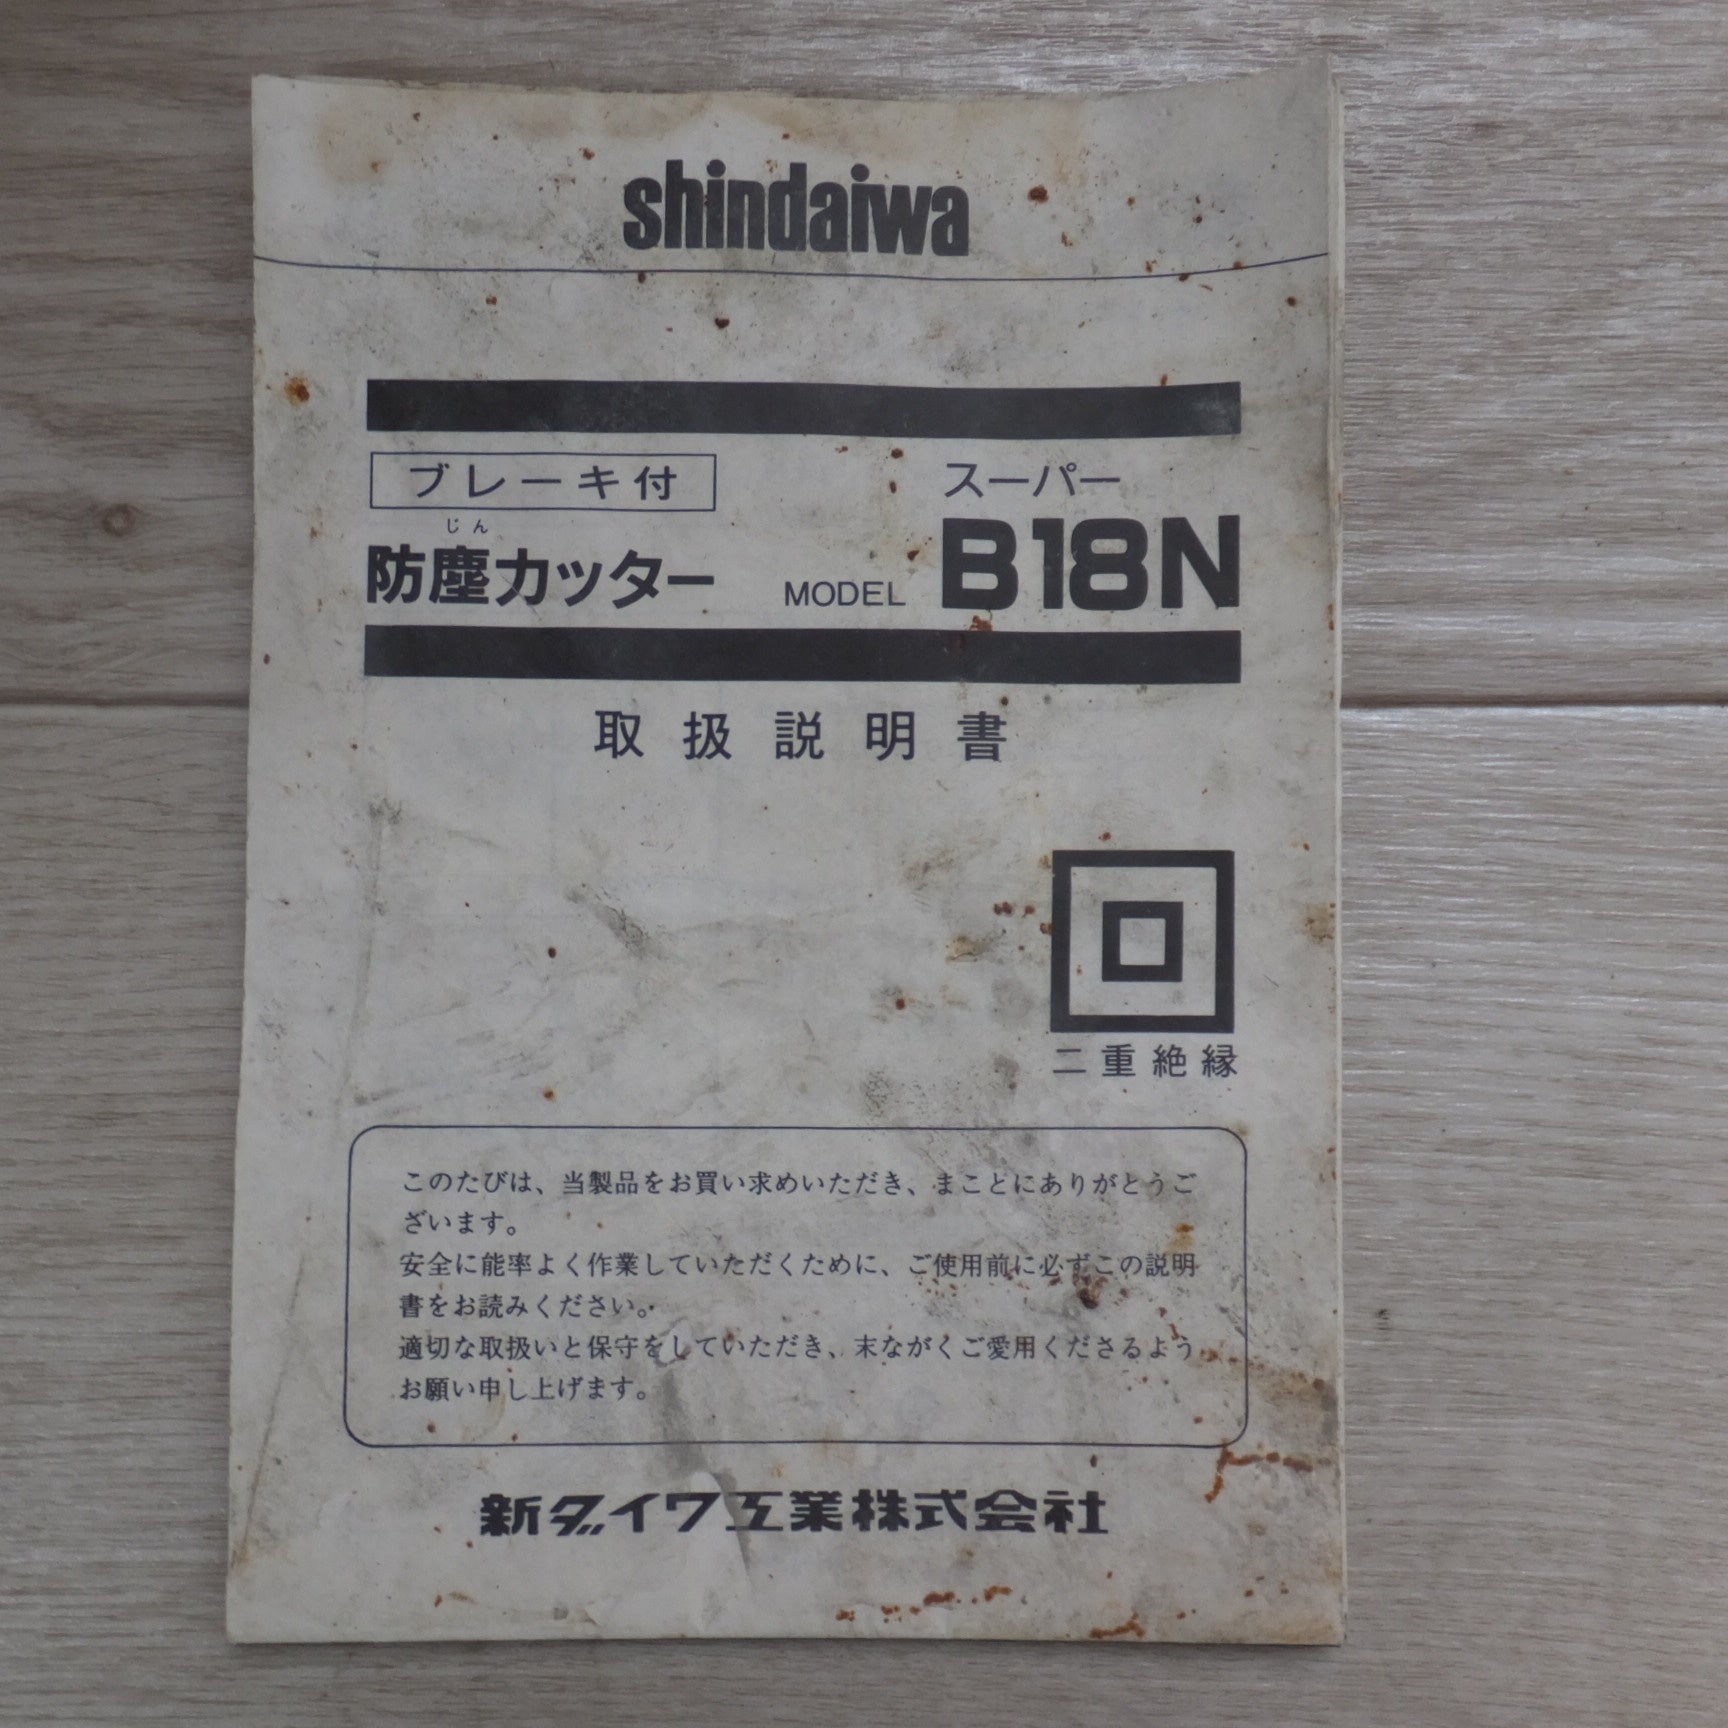 shindaiwa
ブレーキ付
じん
防塵カッター
スーパー
MODEL B18N
取扱説明書
二重絶縁
このたびは、当製品をお買い求めいただき、まことにありがとうご
ざいます。
安全に能率よく作業していただくために、ご使用前に必ずこの説明
書をお読みください。
適切な取扱いと保守をしていただき、末ながくご愛用くださるよう
お願い申し上げます。
新ダイワ工業株式会社